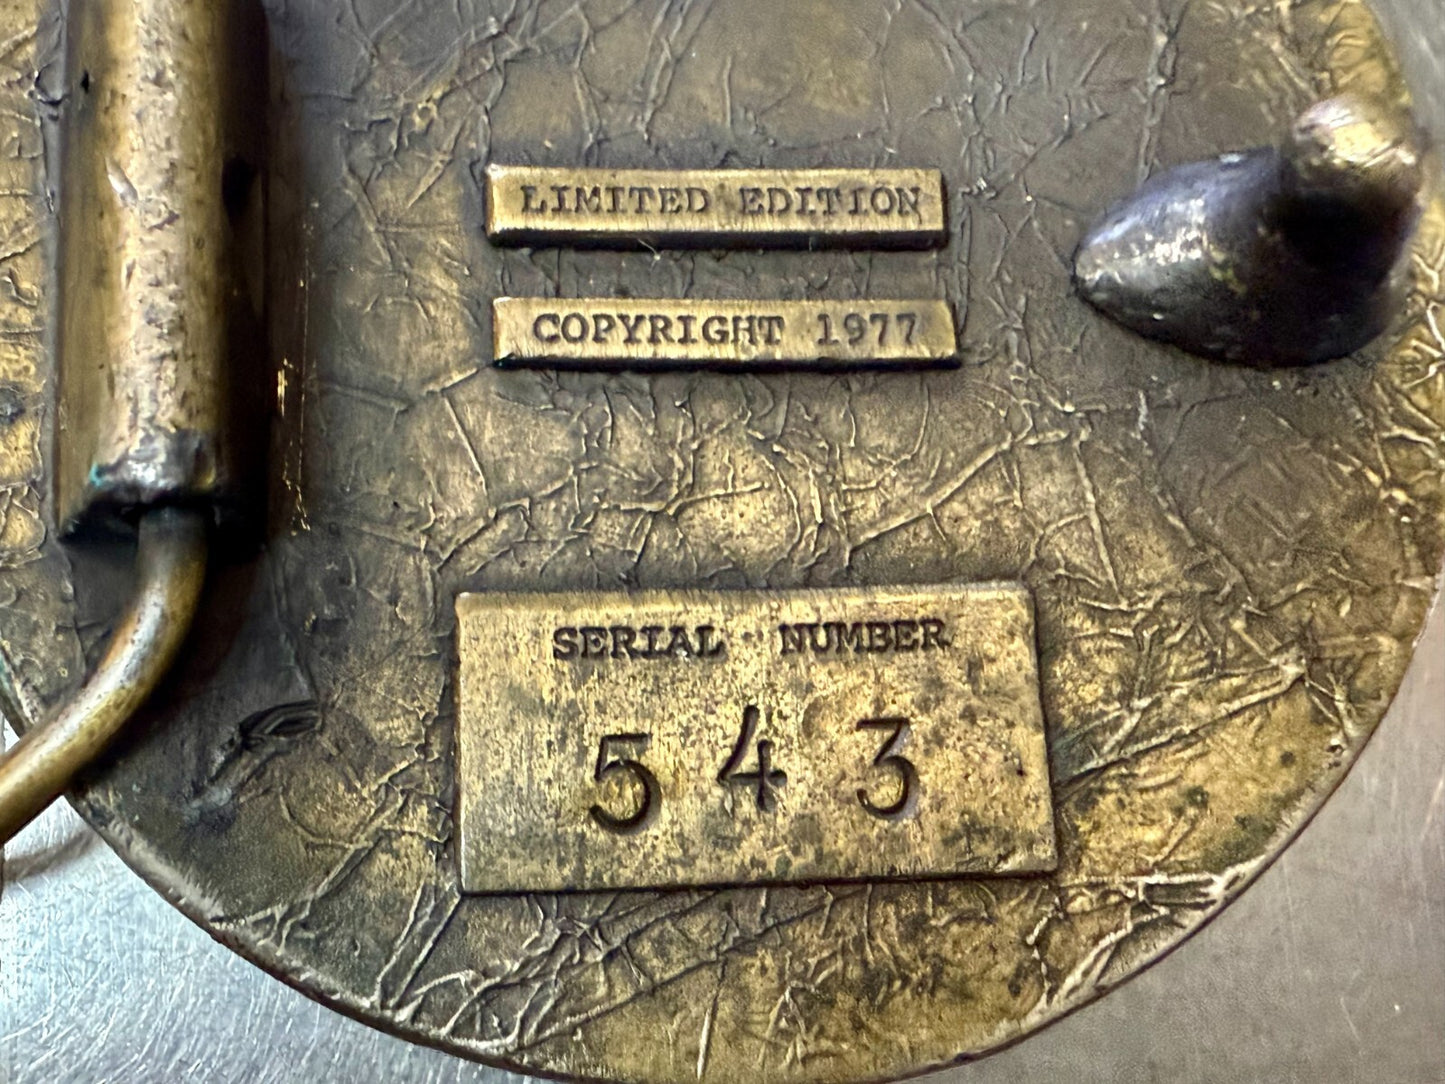 LIMITED EDITION
COPYRIGHT 1977
SERIAL NUMBER
543